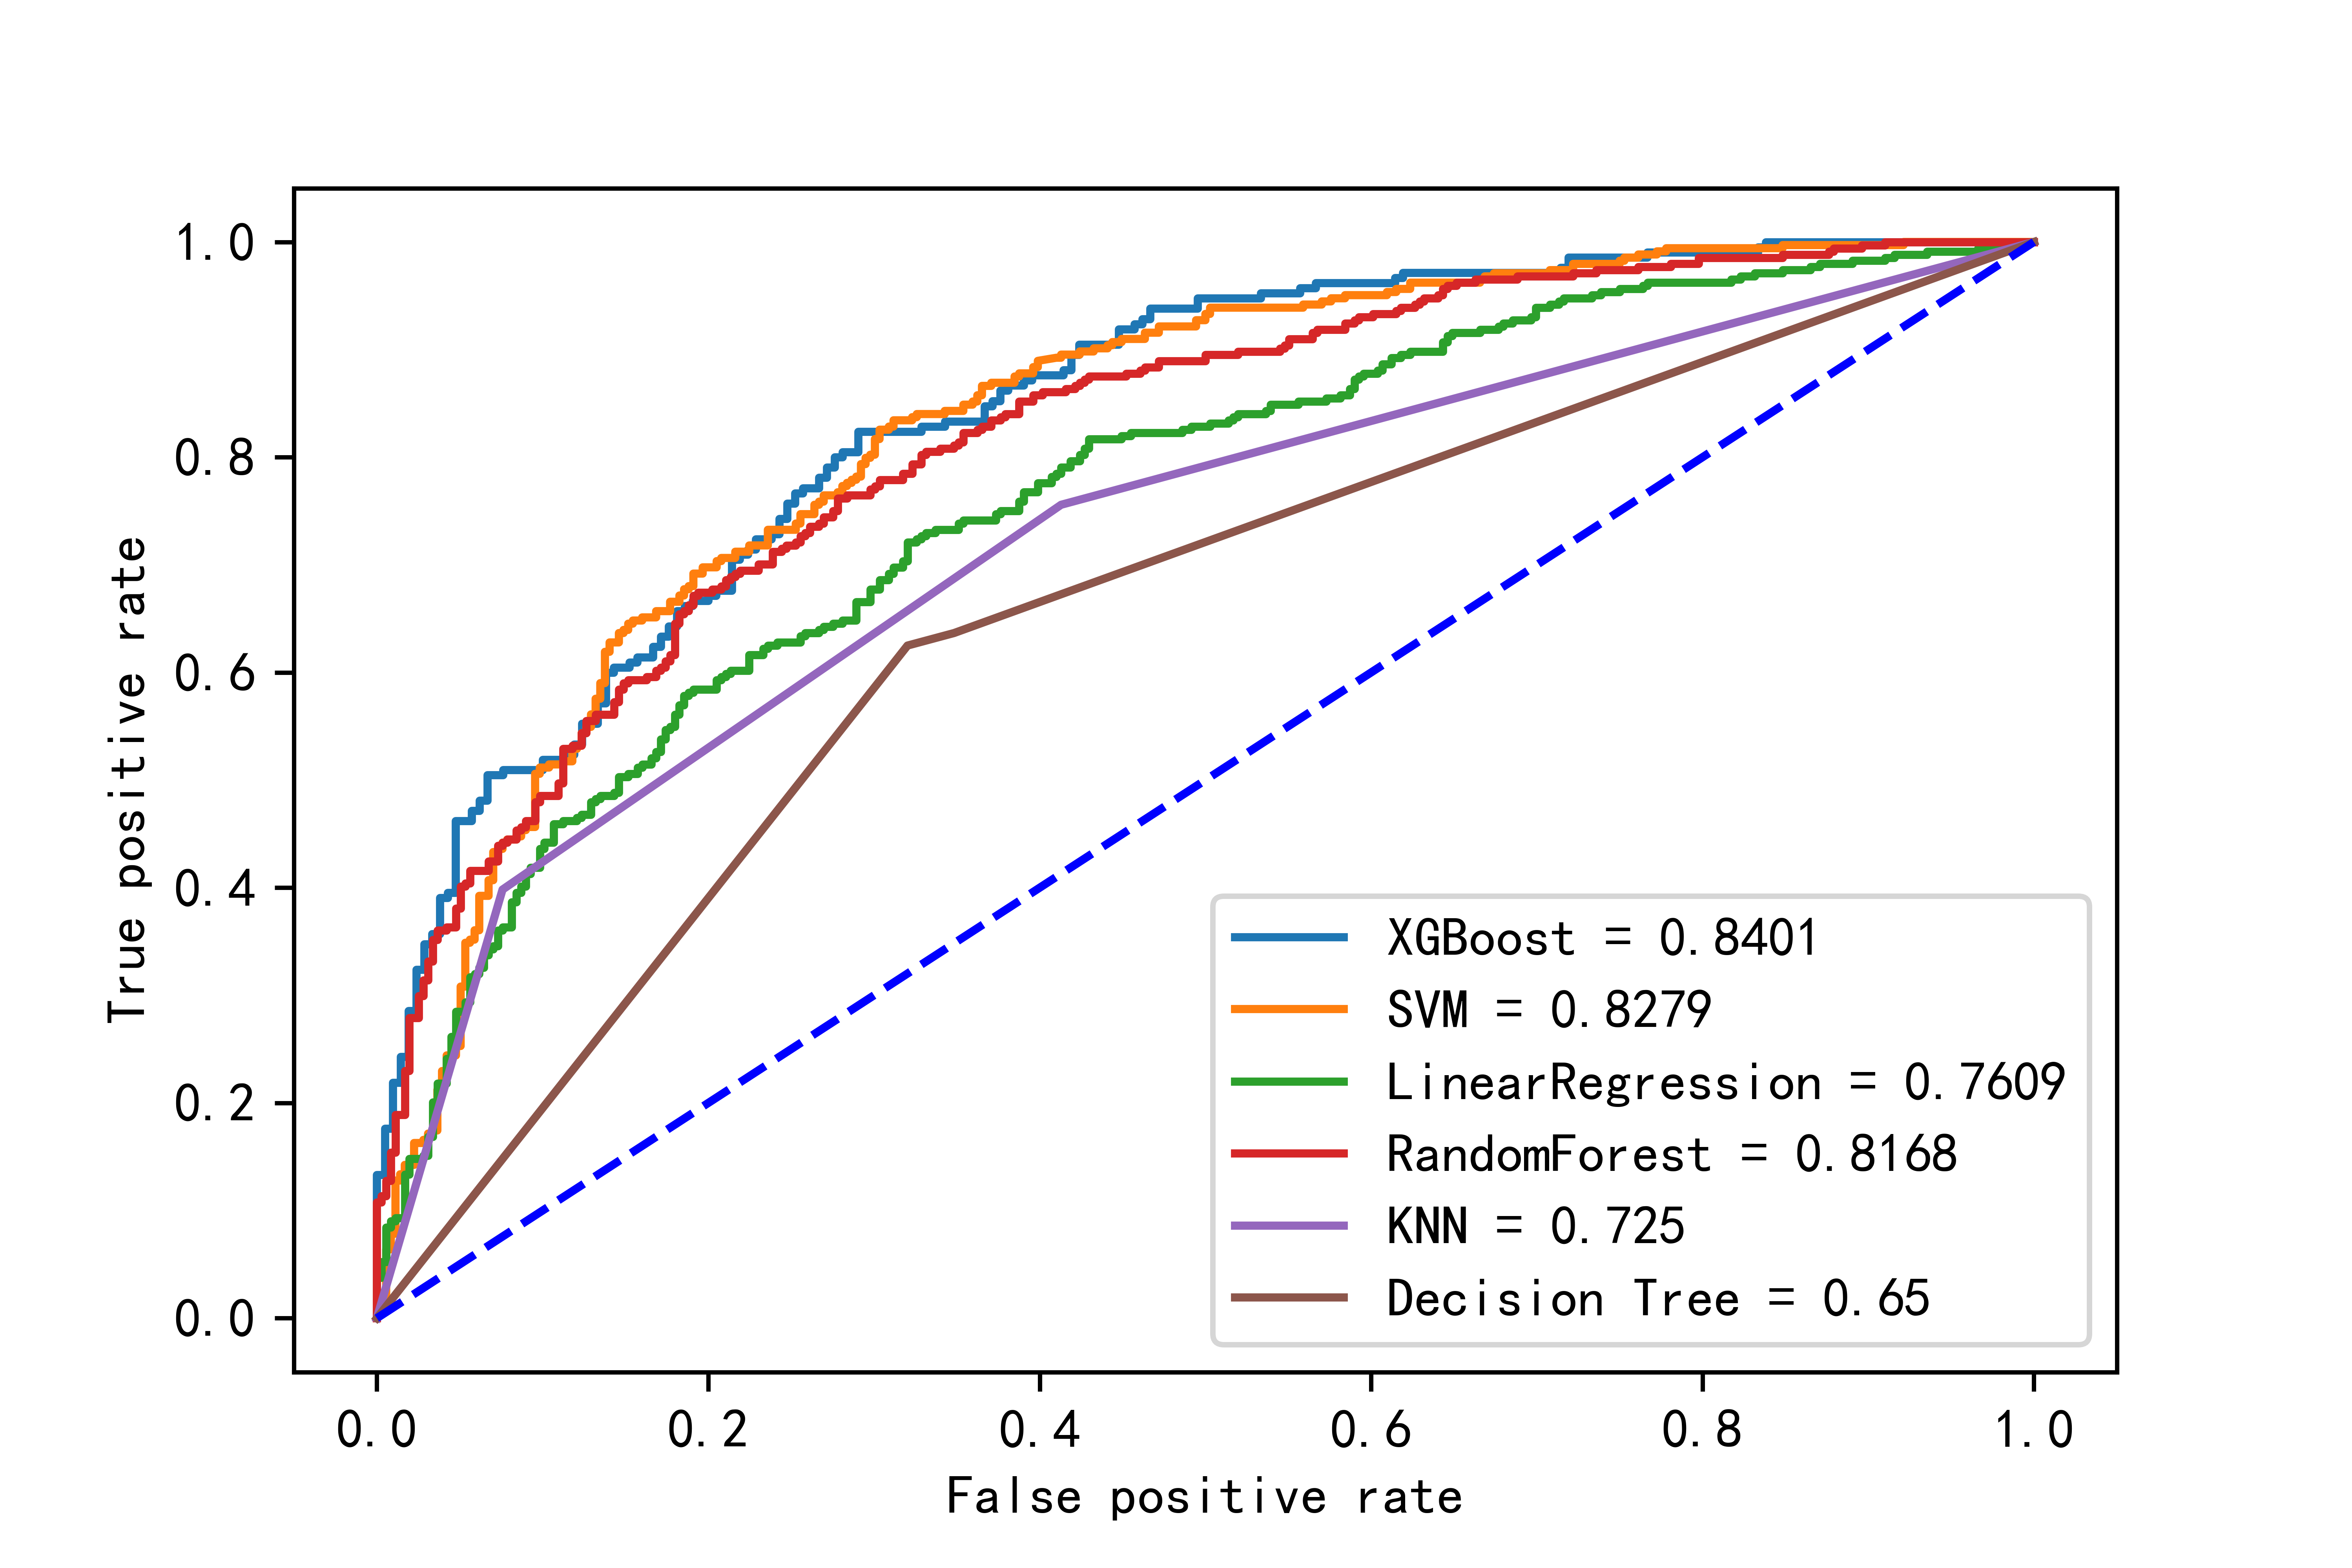 1.0
0.8
0.6
0.4
0.2
0.0
True positive rate
XGBoost = 0.8401
SVM = 0.8279
LinearRegression = 0.7609
RandomForest = 0.8168
KNN = 0.725
Decision Tree = 0.65
0.0 0.2 0.4 0.6 0.8 1.0
False positive rate